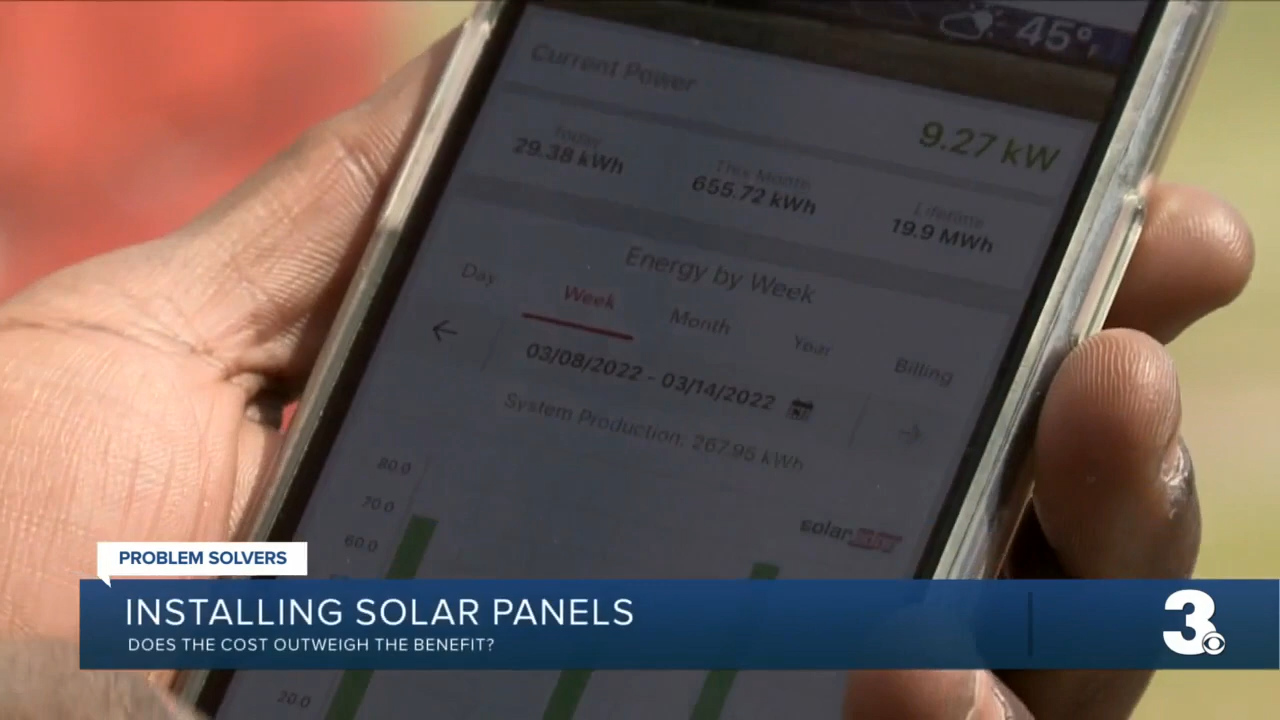 45°
Current Power
9.27 kW
Today
29.38 kWh
This Month
655.72 kWh
Lifetime
19.9 MWh
Energy by Week
Day
Week
Month
Year
Billing
03/08/2022 - 03/14/2022
System Production: 267.95 kWh
80.0
70.0
60.0
solaredge
PROBLEM SOLVERS
INSTALLING SOLAR PANELS
DOES THE COST OUTWEIGH THE BENEFIT?
3
20.0